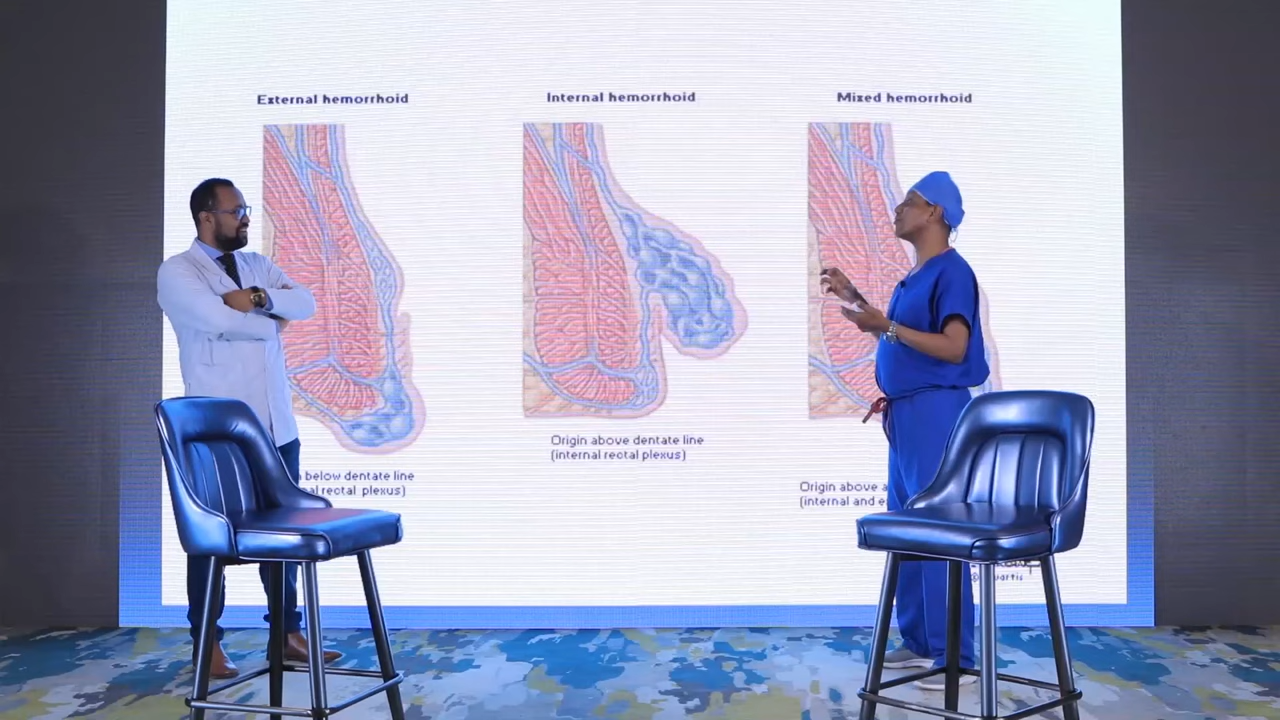 External hemorrhoid
Internal hemorrhoid
Mixed hemorrhoid
below dentate line
rectal plexus)
Origin above dentate line
(internal rectal plexus)
Origin above
(internal and